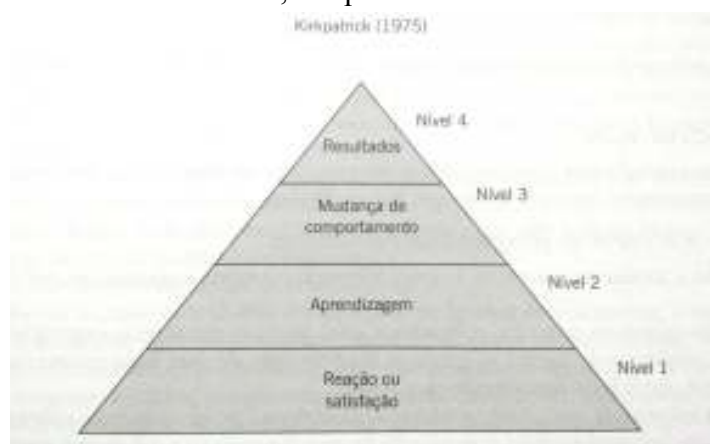 Kirkpatrick (1975)
Nível 4
Resultados
Nível 3
Mudança de
comportamento
Nível 2
Aprendizagem
Nível 1
Reação ou
satisfação